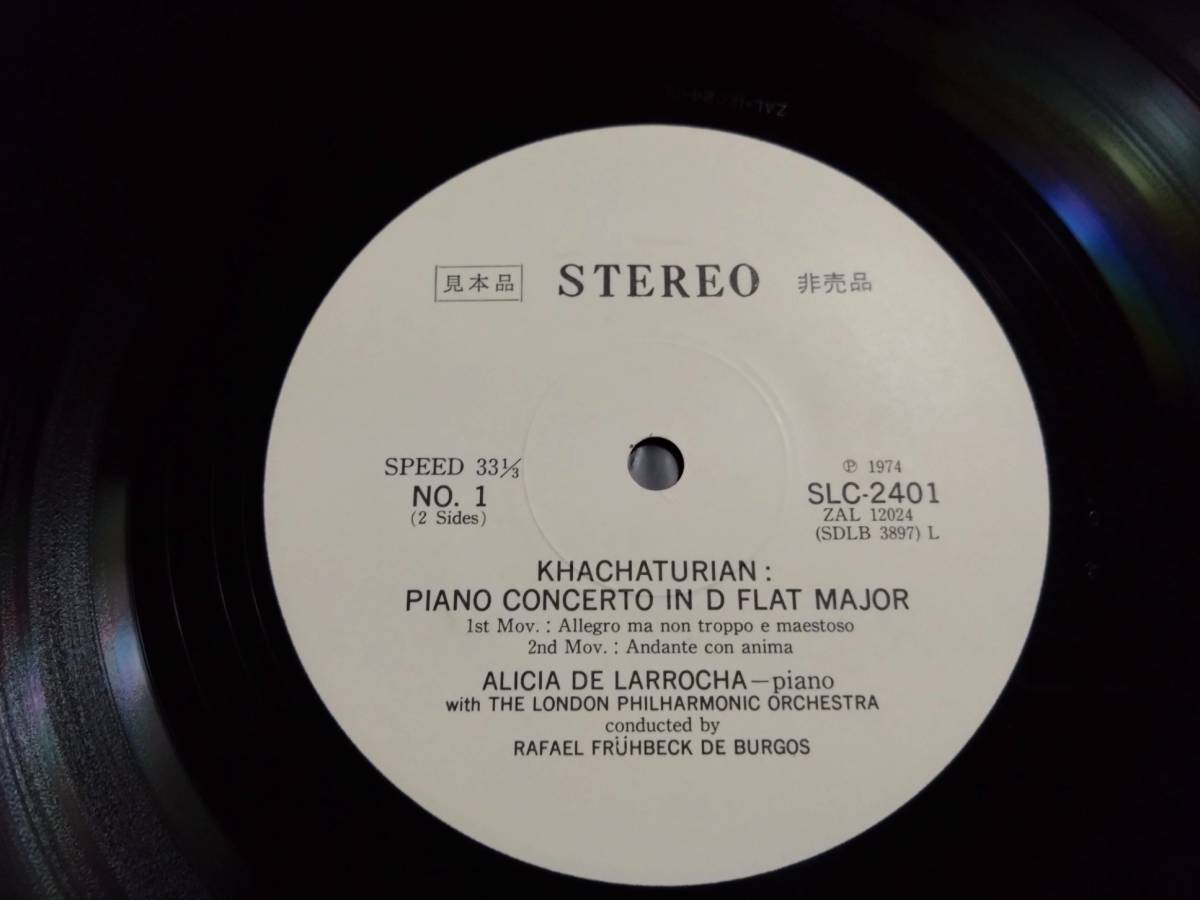 見本品 STEREO 非売品
SPEED 33⅓
NO. 1
(2 Sides)
℗ 1974
SLC-2401
ZAL 12024
(SDLB 3897) L
KHACHATURIAN:
PIANO CONCERTO IN D FLAT MAJOR
1st Mov.: Allegro ma non troppo e maestoso
2nd Mov.: Andante con anima
ALICIA DE LARROCHA—piano
with THE LONDON PHILHARMONIC ORCHESTRA
conducted by
RAFAEL FRÜHBECK DE BURGOS